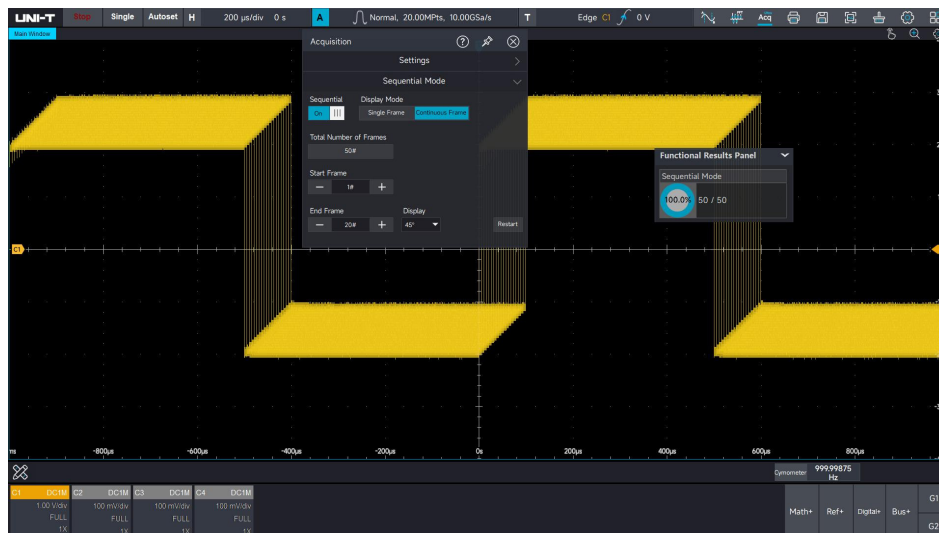 UNI-T Stop Single Autoset H 200 μs/div 0 s A Normal, 20.00MPts, 10.00GSa/s T Edge C1 0 V Acq
Main Window
Acquisition ?
Settings
Sequential Mode
Sequential Display Mode
On Single Frame Continuous Frame
Total Number of Frames
50#
Start Frame
1#
End Frame Display
20# 45° Restart
Functional Results Panel
Sequential Mode
100.0% 50 / 50
C1
ms -800μs -600μs -400μs -200μs 0s 200μs 400μs 600μs 800μs
Cymometer 999.99875
Hz
C1 DC1M C2 DC1M C3 DC1M C4 DC1M
1.00 V/div 100 mV/div 100 mV/div 100 mV/div
FULL FULL FULL FULL
1X 1X 1X 1X
Math+ Ref+ Digital+ Bus+ G1
G2